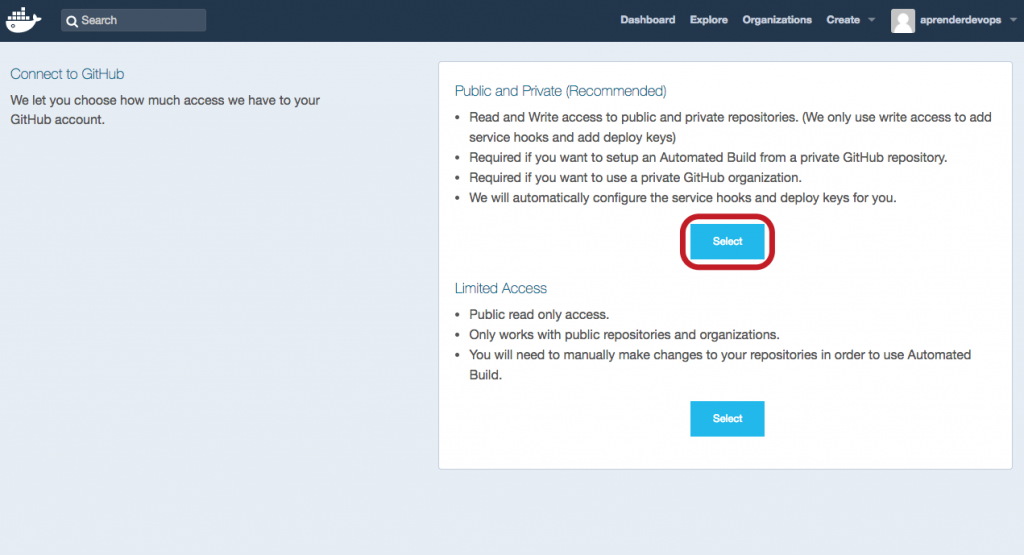 Search
Dashboard Explore Organizations Create aprenderdevops
Connect to GitHub
We let you choose how much access we have to your
GitHub account.
Public and Private (Recommended)
• Read and Write access to public and private repositories. (We only use write access to add
service hooks and add deploy keys)
• Required if you want to setup an Automated Build from a private GitHub repository.
• Required if you want to use a private GitHub organization.
• We will automatically configure the service hooks and deploy keys for you.
Select
Limited Access
• Public read only access.
• Only works with public repositories and organizations.
• You will need to manually make changes to your repositories in order to use Automated
Build.
Select